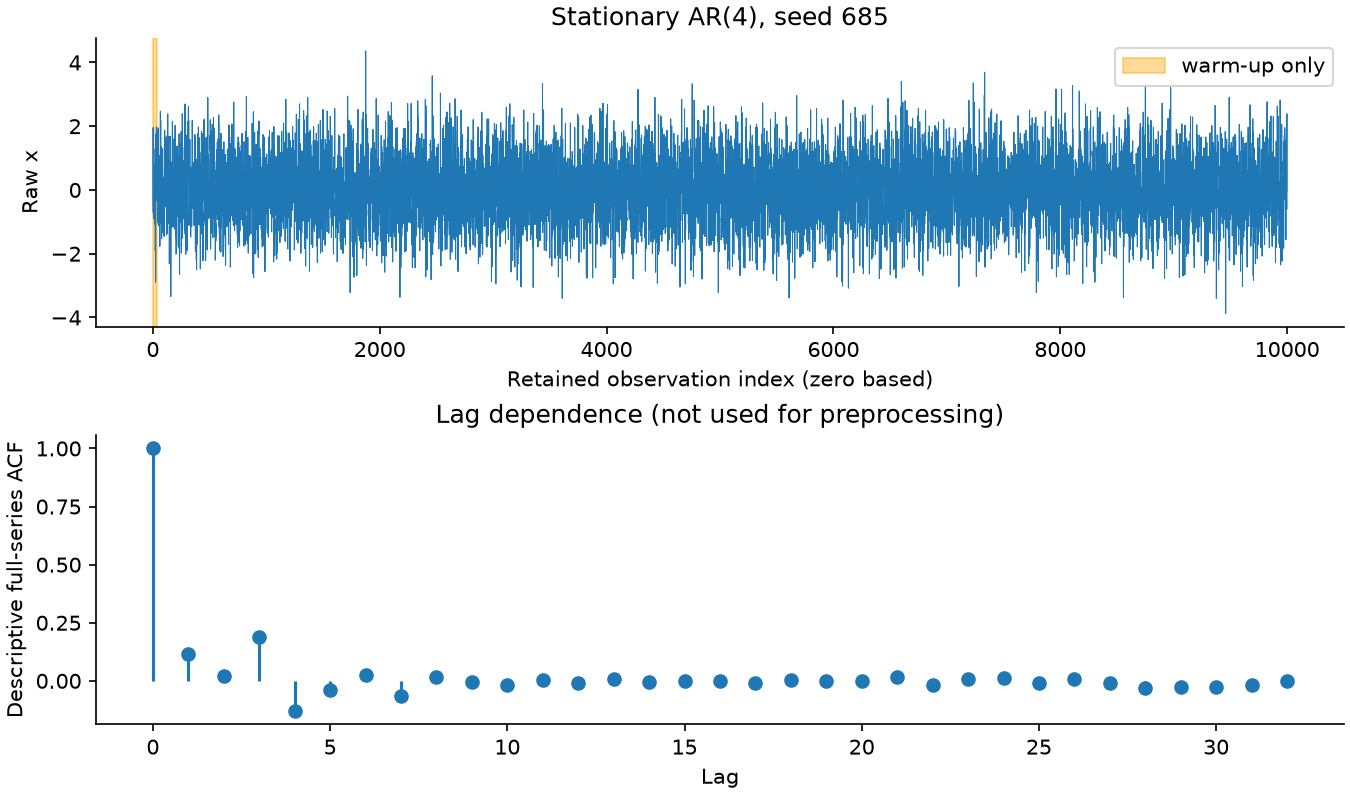 Stationary AR(4), seed 685
warm-up only
Raw x
4
2
0
−2
−4
0 2000 4000 6000 8000 10000
Retained observation index (zero based)
Lag dependence (not used for preprocessing)
Descriptive full-series ACF
1.00
0.75
0.50
0.25
0.00
0 5 10 15 20 25 30
Lag